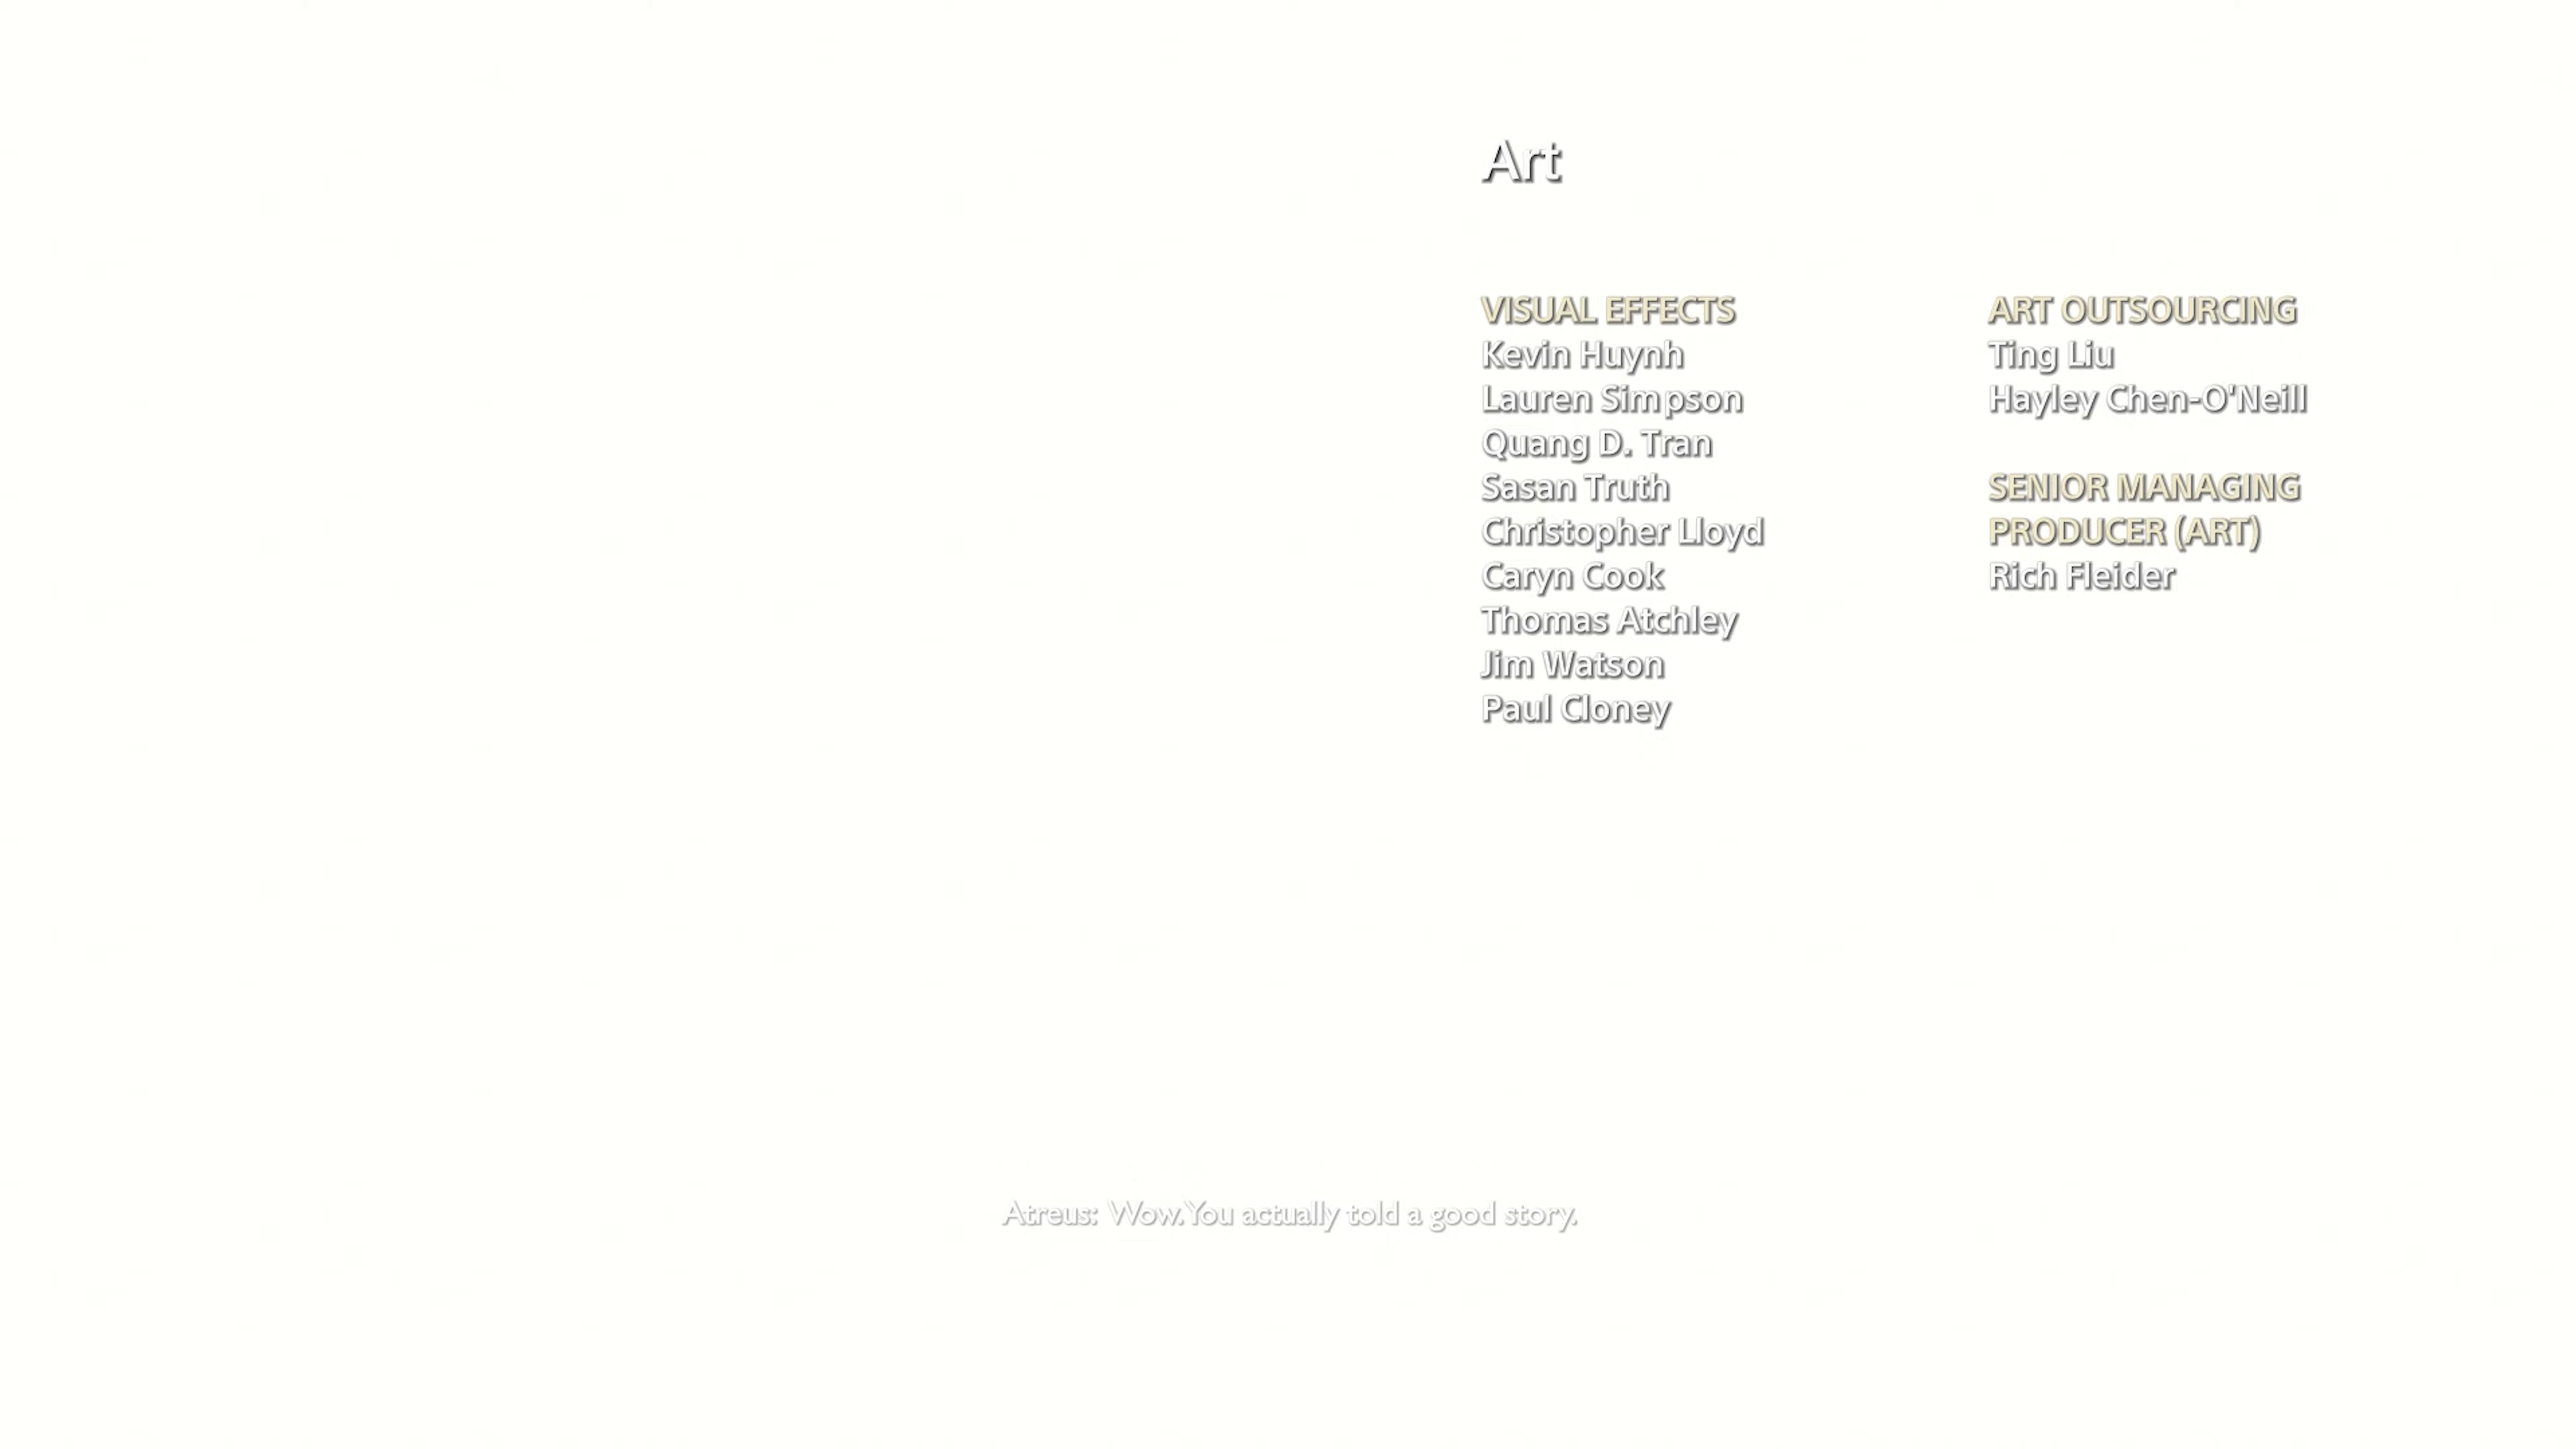 Art
VISUAL EFFECTS
Kevin Huynh
Lauren Simpson
Quang D. Tran
Sasan Truth
Christopher Lloyd
Caryn Cook
Thomas Atchley
Jim Watson
Paul Cloney
ART OUTSOURCING
Ting Liu
Hayley Chen-O'Neill
SENIOR MANAGING
PRODUCER (ART)
Rich Fleider
Atreus: Wow. You actually told a good story.